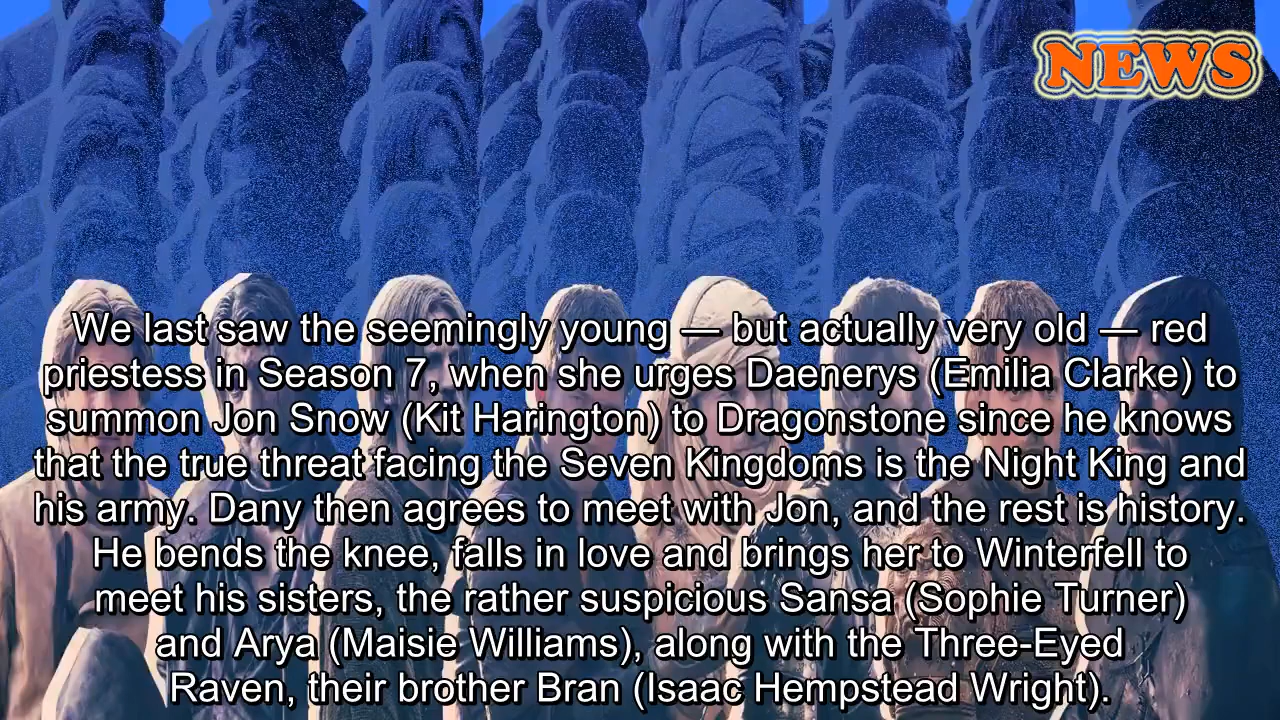 NEWS
We last saw the seemingly young — but actually very old — red
priestess in Season 7, when she urges Daenerys (Emilia Clarke) to
summon Jon Snow (Kit Harington) to Dragonstone since he knows
that the true threat facing the Seven Kingdoms is the Night King and
his army. Dany then agrees to meet with Jon, and the rest is history.
He bends the knee, falls in love and brings her to Winterfell to
meet his sisters, the rather suspicious Sansa (Sophie Turner)
and Arya (Maisie Williams), along with the Three-Eyed
Raven, their brother Bran (Isaac Hempstead Wright).